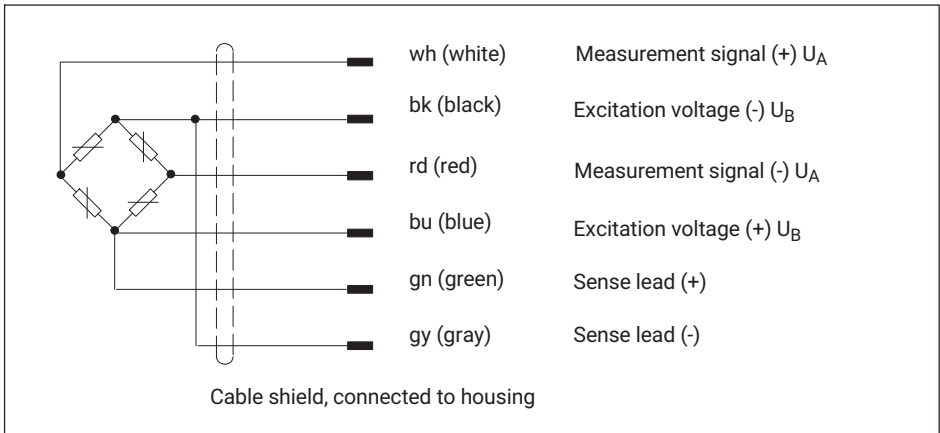 wh (white) Measurement signal (+) UA
bk (black) Excitation voltage (-) UB
rd (red) Measurement signal (-) UA
bu (blue) Excitation voltage (+) UB
gn (green) Sense lead (+)
gy (gray) Sense lead (-)
Cable shield, connected to housing